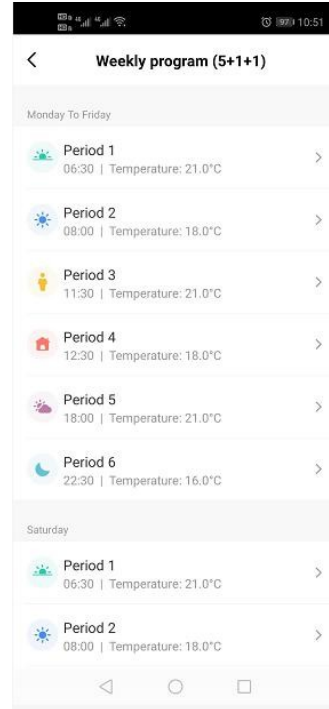 97 10:51
Weekly program (5+1+1)
Monday To Friday
Period 1
06:30 | Temperature: 21.0°C
Period 2
08:00 | Temperature: 18.0°C
Period 3
11:30 | Temperature: 21.0°C
Period 4
12:30 | Temperature: 18.0°C
Period 5
18:00 | Temperature: 21.0°C
Period 6
22:30 | Temperature: 16.0°C
Saturday
Period 1
06:30 | Temperature: 21.0°C
Period 2
08:00 | Temperature: 18.0°C